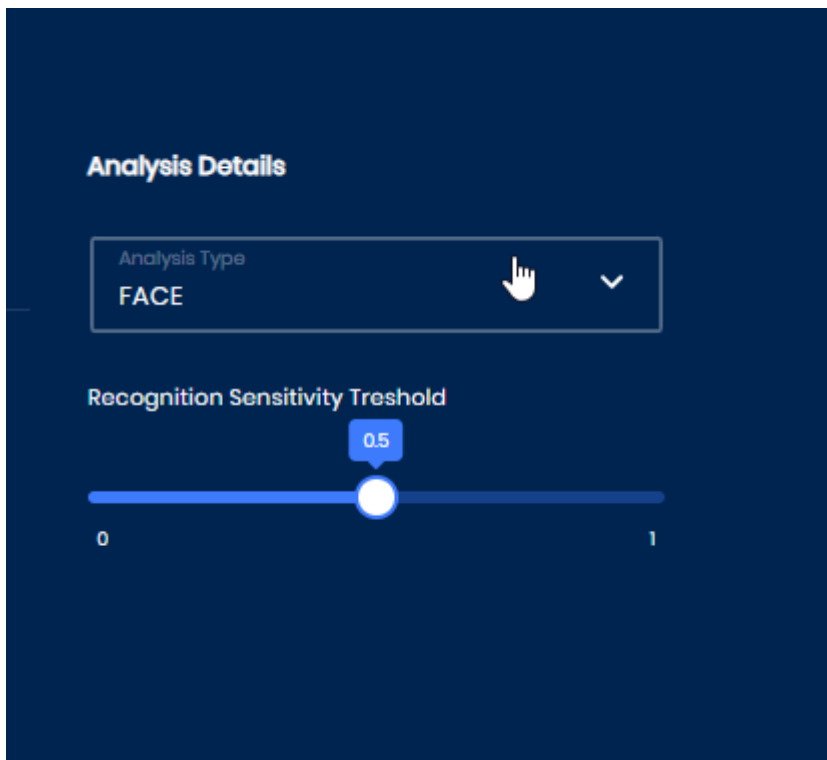 Analysis Details
Analysis Type
FACE
Recognition Sensitivity Treshold
0.5
0 1